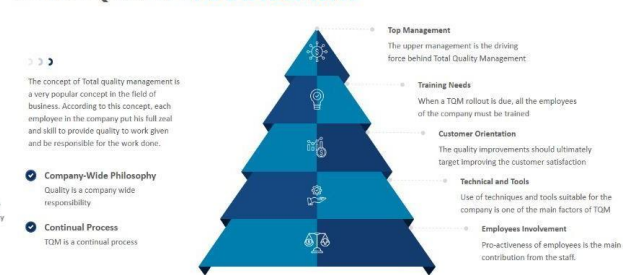 The concept of Total quality management is
a very popular concept in the field of
business. According to this concept, each
employee in the company put his full zeal
and skill to provide quality to work given
and be responsible for the work done.
Company-Wide Philosophy
Quality is a company wide
responsibility
Continual Process
TQM is a continual process
Top Management
The upper management is the driving
force behind Total Quality Management
Training Needs
When a TQM rollout is due, all the employees
of the company must be trained
Customer Orientation
The quality improvements should ultimately
target improving the customer satisfaction
Technical and Tools
Use of techniques and tools suitable for the
company is one of the main factors of TQM
Employees Involvement
Pro-activeness of employees is the main
contribution from the staff.